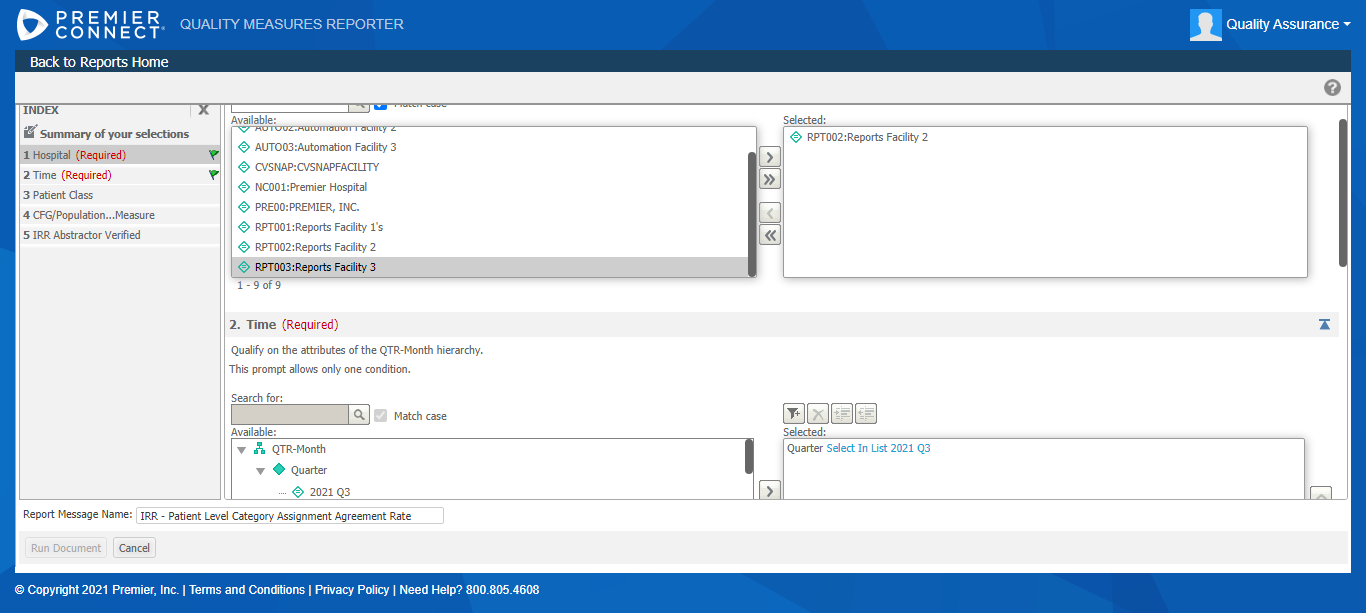 PREMIER CONNECT QUALITY MEASURES REPORTER
Quality Assurance
Back to Reports Home
INDEX
Summary of your selections
1 Hospital (Required)
2 Time (Required)
3 Patient Class
4 CFG/Population...Measure
5 IRR Abstractor Verified
Match case
Available:
AUTO02:Automation Facility 2
AUTO03:Automation Facility 3
CVSNAP:CVSNAPFACILITY
NC001:Premier Hospital
PRE00:PREMIER, INC.
RPT001:Reports Facility 1's
RPT002:Reports Facility 2
RPT003:Reports Facility 3
1 - 9 of 9
Selected:
RPT002:Reports Facility 2
2. Time (Required)
Qualify on the attributes of the QTR-Month hierarchy.
This prompt allows only one condition.
Search for:
Match case
Available:
QTR-Month
Quarter
2021 Q3
Selected:
Quarter Select In List 2021 Q3
Report Message Name: IRR - Patient Level Category Assignment Agreement Rate
Run Document Cancel
© Copyright 2021 Premier, Inc. | Terms and Conditions | Privacy Policy | Need Help? 800.805.4608